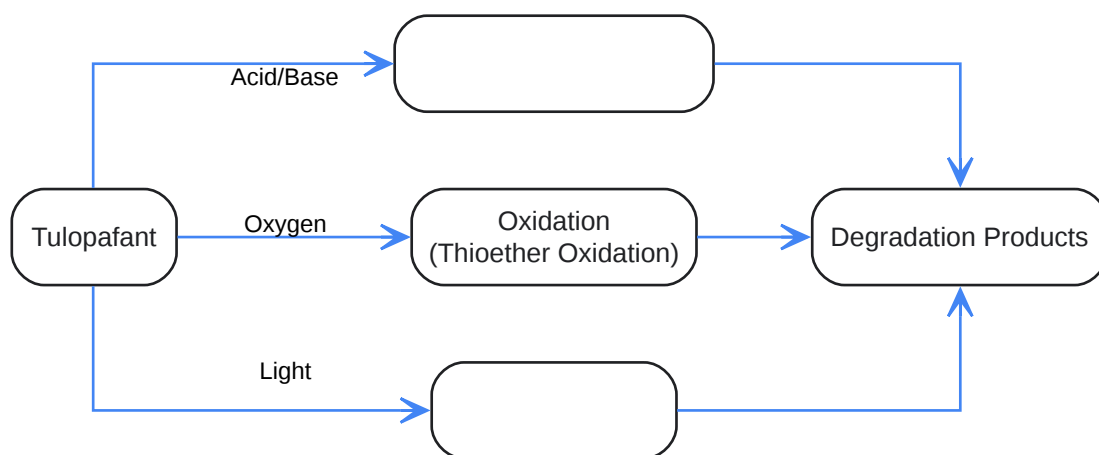 Acid/Base
Tulopafant
Oxygen
Oxidation
(Thioether Oxidation)
Degradation Products
Light